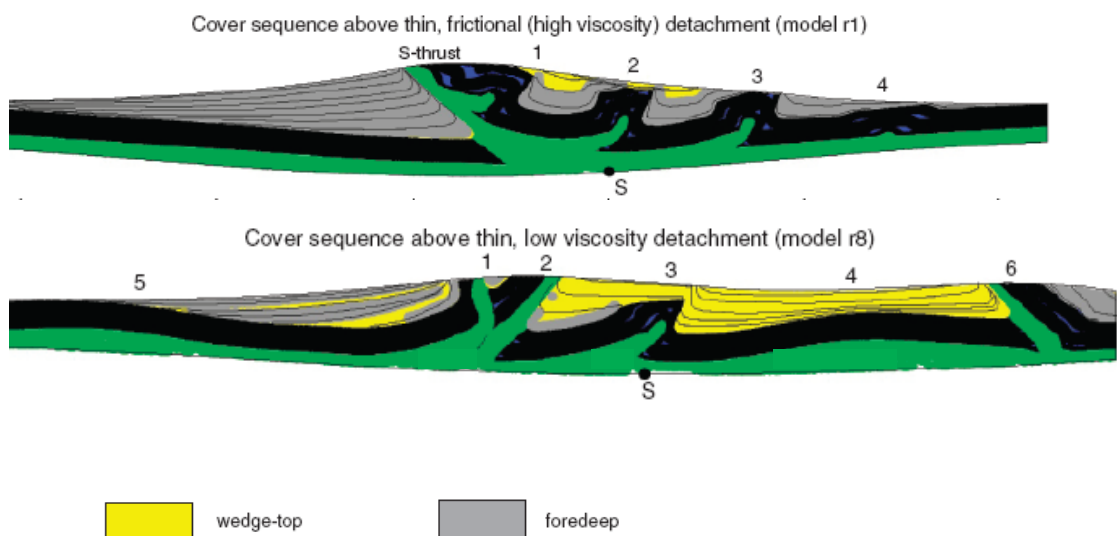 Cover sequence above thin, frictional (high viscosity) detachment (model r1)
S-thrust 1 2 3 4
S
Cover sequence above thin, low viscosity detachment (model r8)
5 1 2 3 4 6
S
wedge-top foredeep